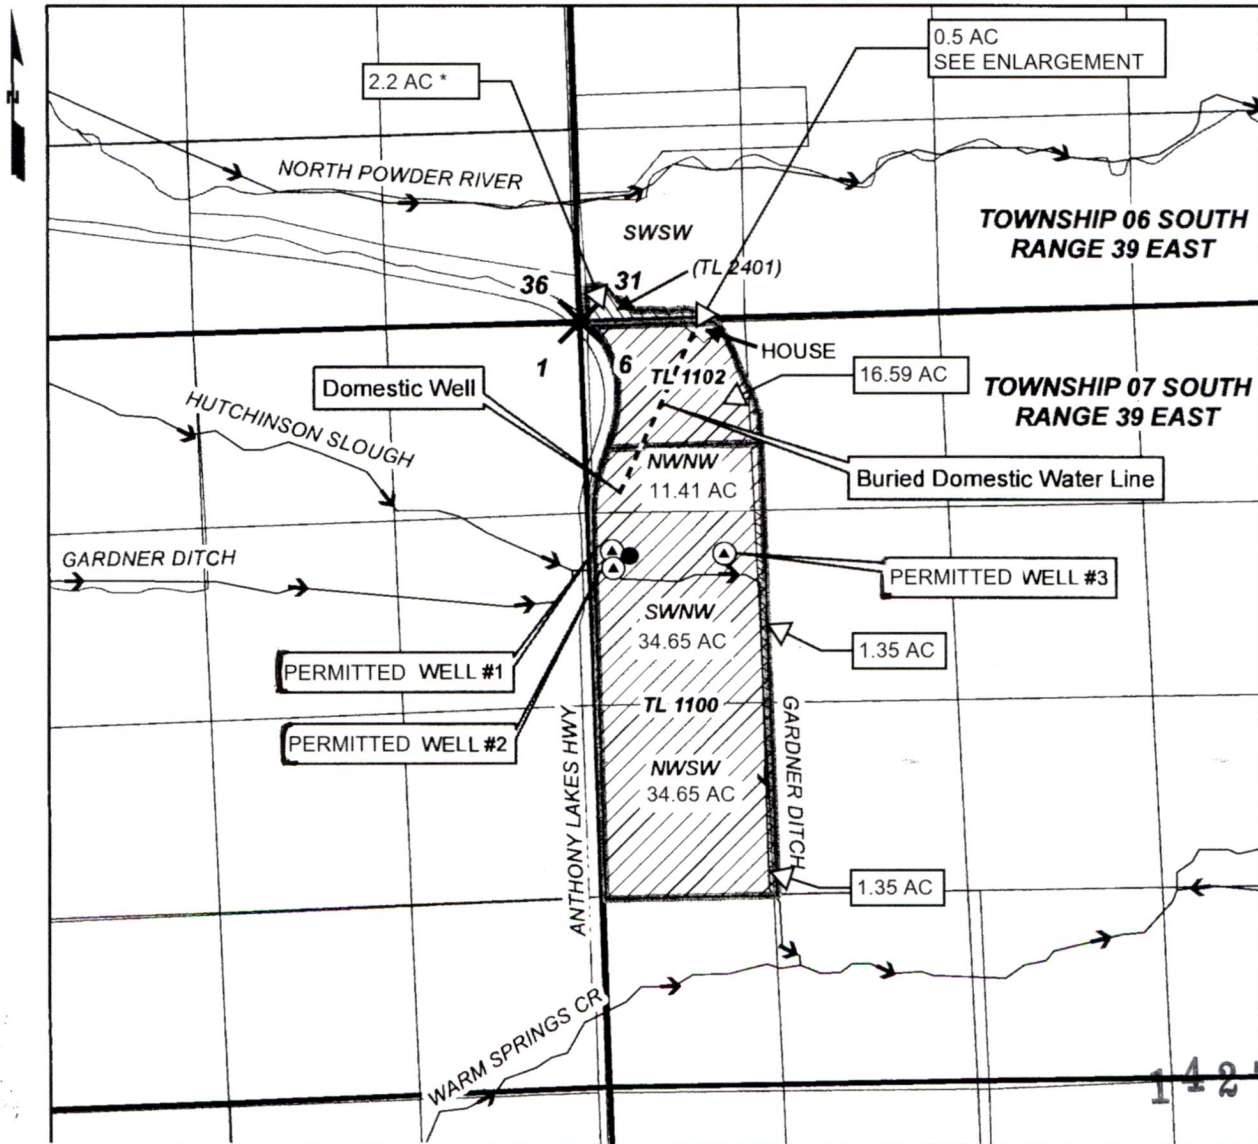 0.5 AC
SEE ENLARGEMENT
2.2 AC *
N
NORTH POWDER RIVER
SWSW
TOWNSHIP 06 SOUTH
RANGE 39 EAST
36
31
(TL 2401)
1
6
HOUSE
TL 1102
16.59 AC
TOWNSHIP 07 SOUTH
RANGE 39 EAST
Domestic Well
HUTCHINSON SLOUGH
NWNW
11.41 AC
Buried Domestic Water Line
GARDNER DITCH
PERMITTED WELL #3
SWNW
34.65 AC
1.35 AC
PERMITTED WELL #1
TL 1100
PERMITTED WELL #2
ANTHONY LAKES HWY
GARDNER DITCH
NWSW
34.65 AC
1.35 AC
WARM SPRINGS CR
1 4 2